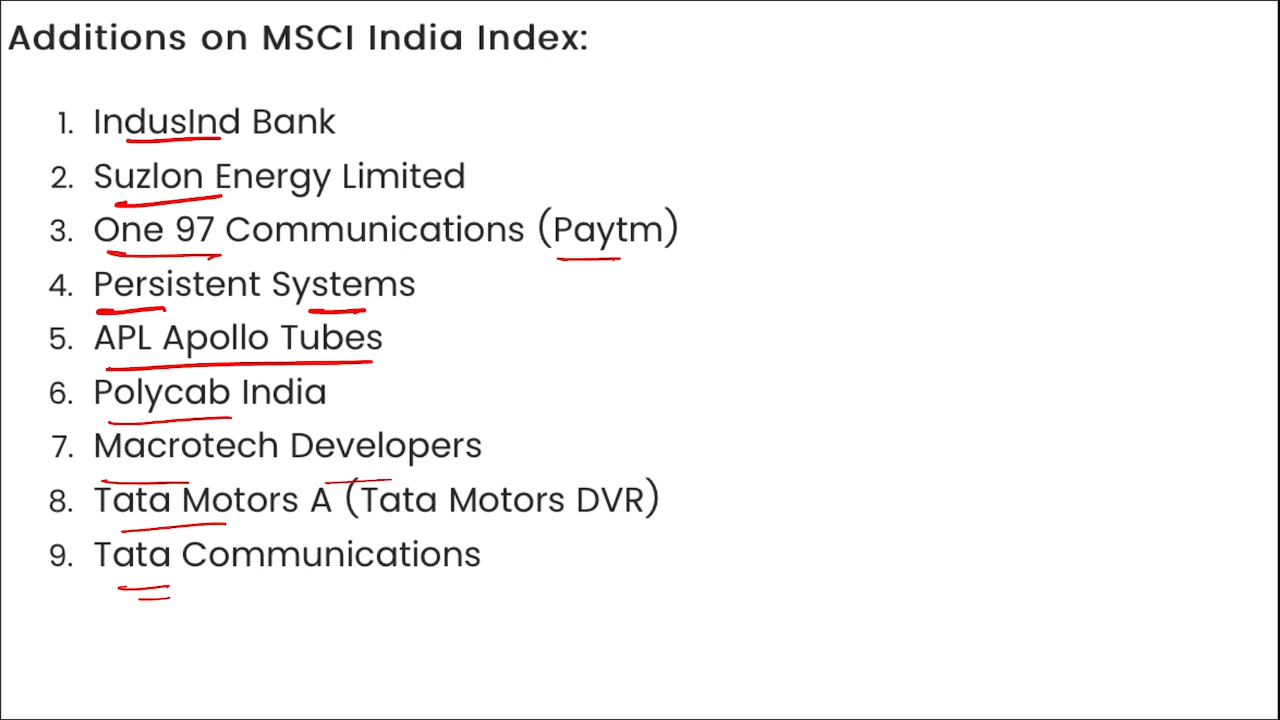 Additions on MSCI India Index:
1. IndusInd Bank
2. Suzlon Energy Limited
3. One 97 Communications (Paytm)
4. Persistent Systems
5. APL Apollo Tubes
6. Polycab India
7. Macrotech Developers
8. Tata Motors A (Tata Motors DVR)
9. Tata Communications